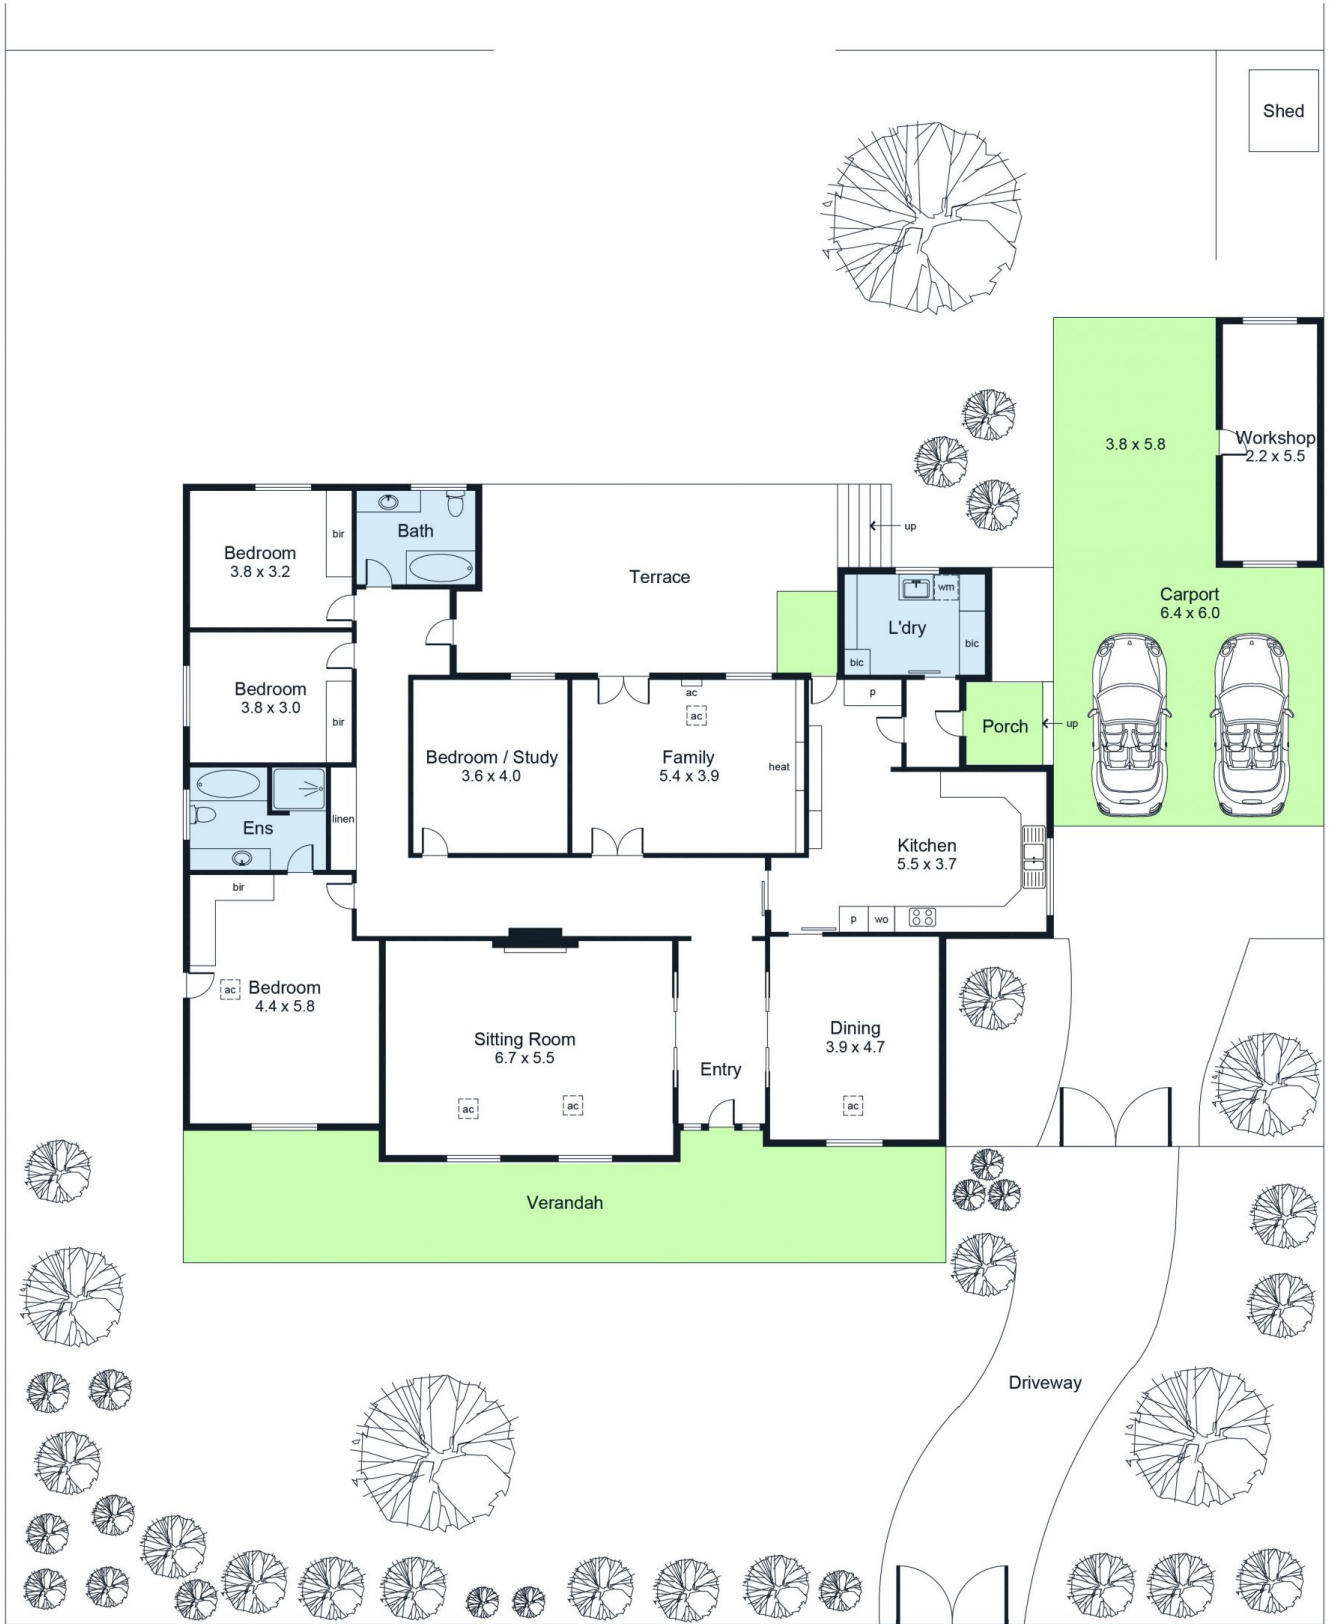 Shed
3.8 x 5.8
Workshop
2.2 x 5.5
bir
Bath
Bedroom
3.8 x 3.2
up
Terrace
wm
Carport
6.4 x 6.0
L'dry
bic
bic
Bedroom
3.8 x 3.0
bir
ac
ac
p
Porch
up
Bedroom / Study
3.6 x 4.0
Family
5.4 x 3.9
heat
linen
Ens
Kitchen
5.5 x 3.7
bir
p
wo
ac
Bedroom
4.4 x 5.8
Sitting Room
6.7 x 5.5
Dining
3.9 x 4.7
Entry
ac
ac
ac
Verandah
Driveway